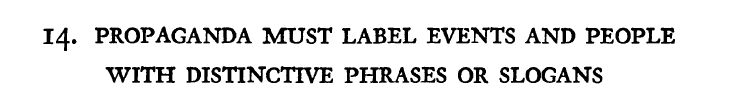 14. PROPAGANDA MUST LABEL EVENTS AND PEOPLE
WITH DISTINCTIVE PHRASES OR SLOGANS